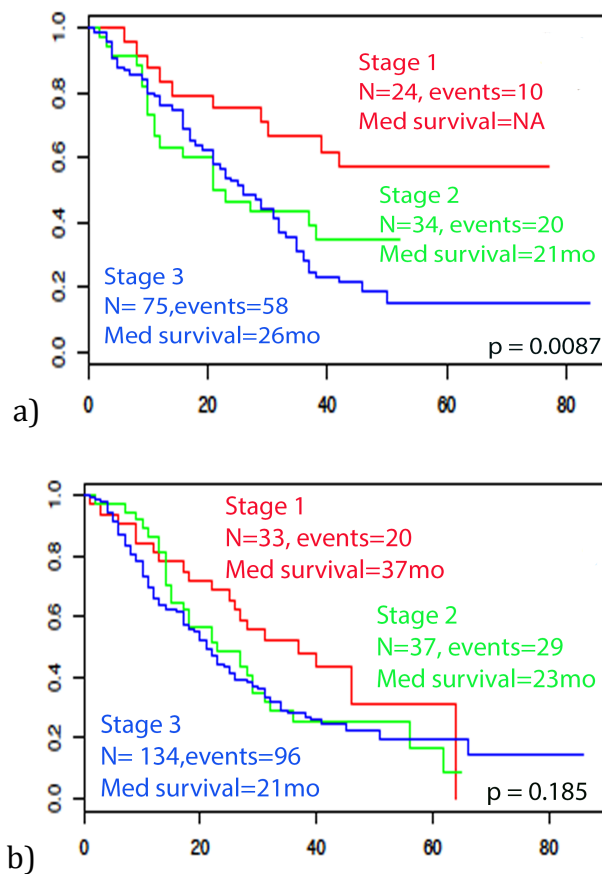 1.0
0.8
0.6
0.4
0.2
0.0
Stage 1
N=24, events=10
Med survival=NA
Stage 2
N=34, events=20
Med survival=21mo
Stage 3
N= 75,events=58
Med survival=26mo
p = 0.0087
0 20 40 60 80
a)
1.0
0.8
0.6
0.4
0.2
0.0
Stage 1
N=33, events=20
Med survival=37mo
Stage 2
N=37, events=29
Med survival=23mo
Stage 3
N= 134,events=96
Med survival=21mo
p = 0.185
0 20 40 60 80
b)